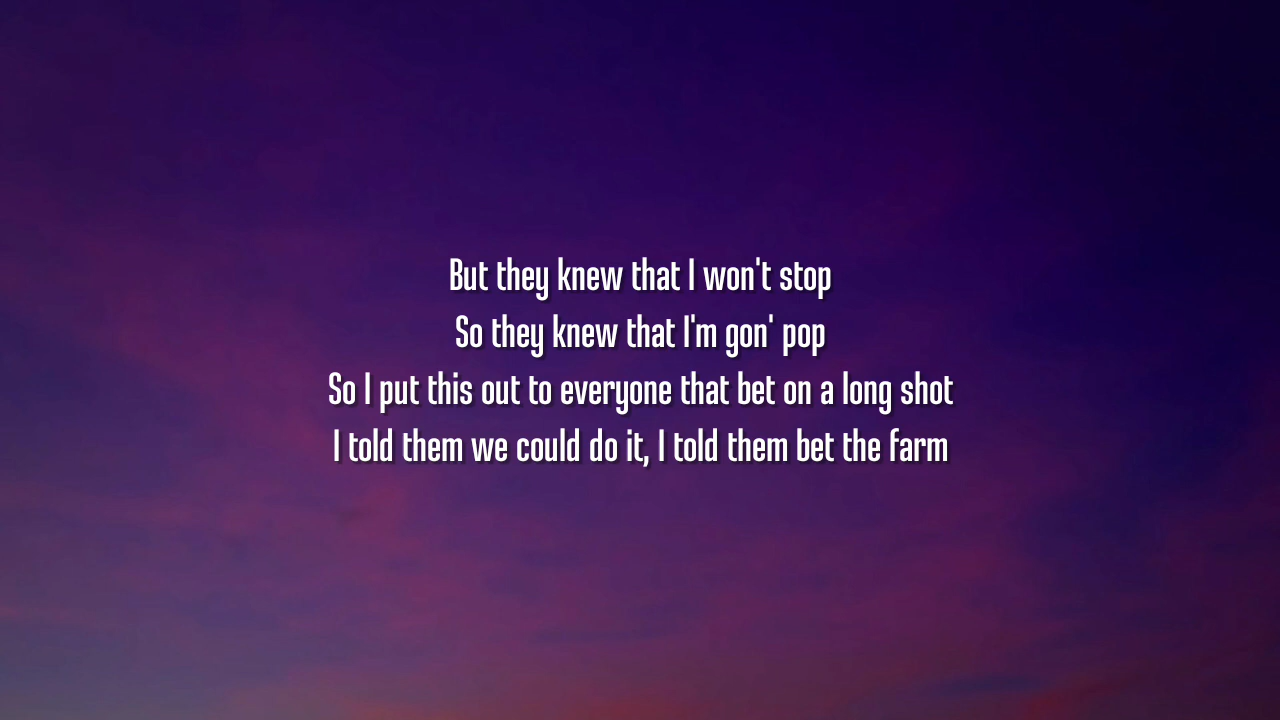 But they knew that I won't stop
So they knew that I'm gon' pop
So I put this out to everyone that bet on a long shot
I told them we could do it, I told them bet the farm